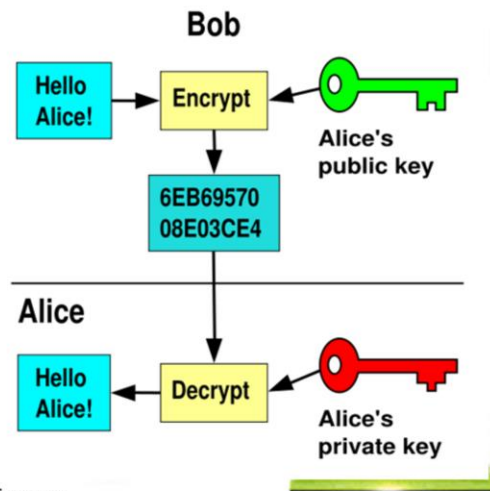 Bob
Hello
Alice!
Encrypt
Alice's
public key
6EB69570
08E03CE4
Alice
Hello
Alice!
Decrypt
Alice's
private key